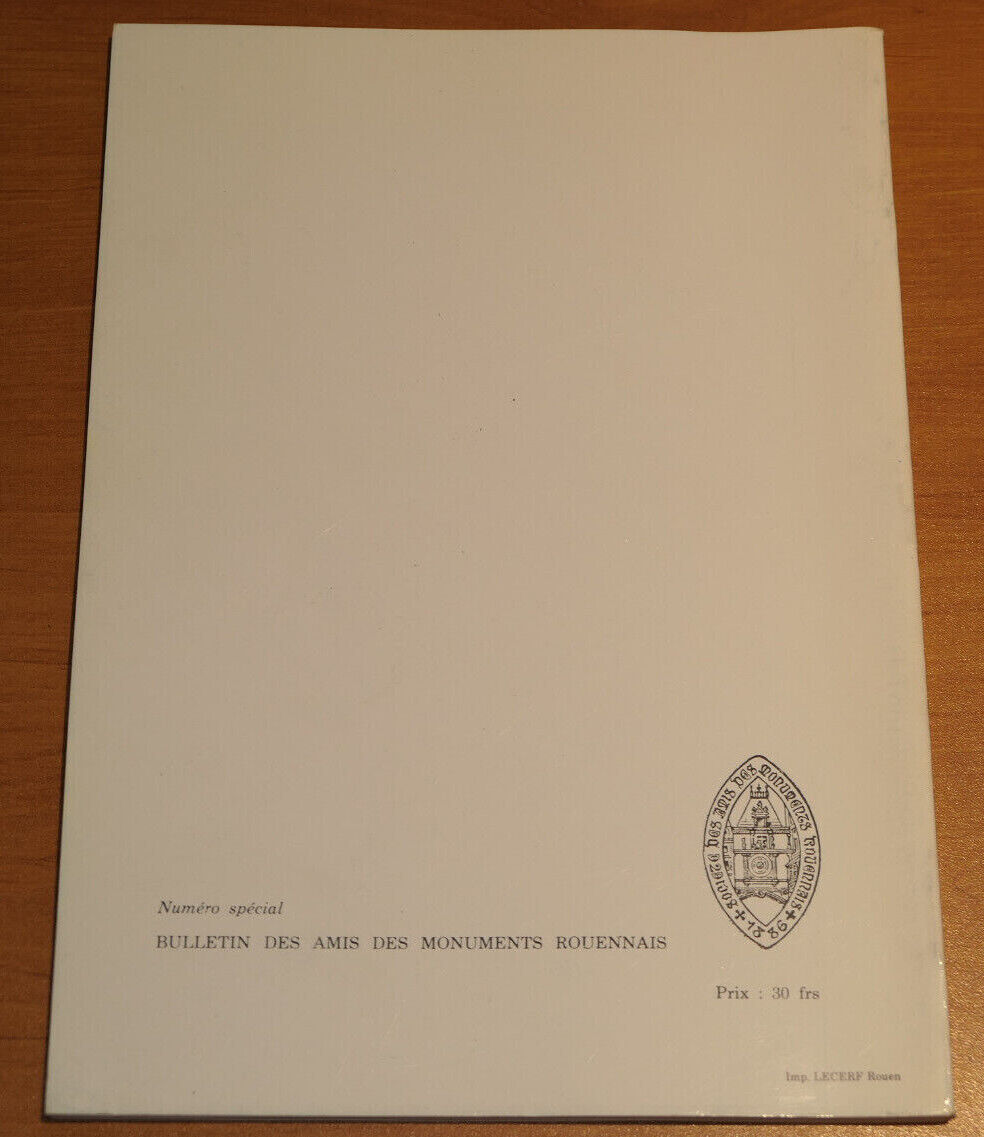 SOCIETE DES AMIS DES MONUMENTS ROUENNAIS
1886
Numéro spécial
BULLETIN DES AMIS DES MONUMENTS ROUENNAIS
Prix : 30 frs
Imp. LECERF Rouen